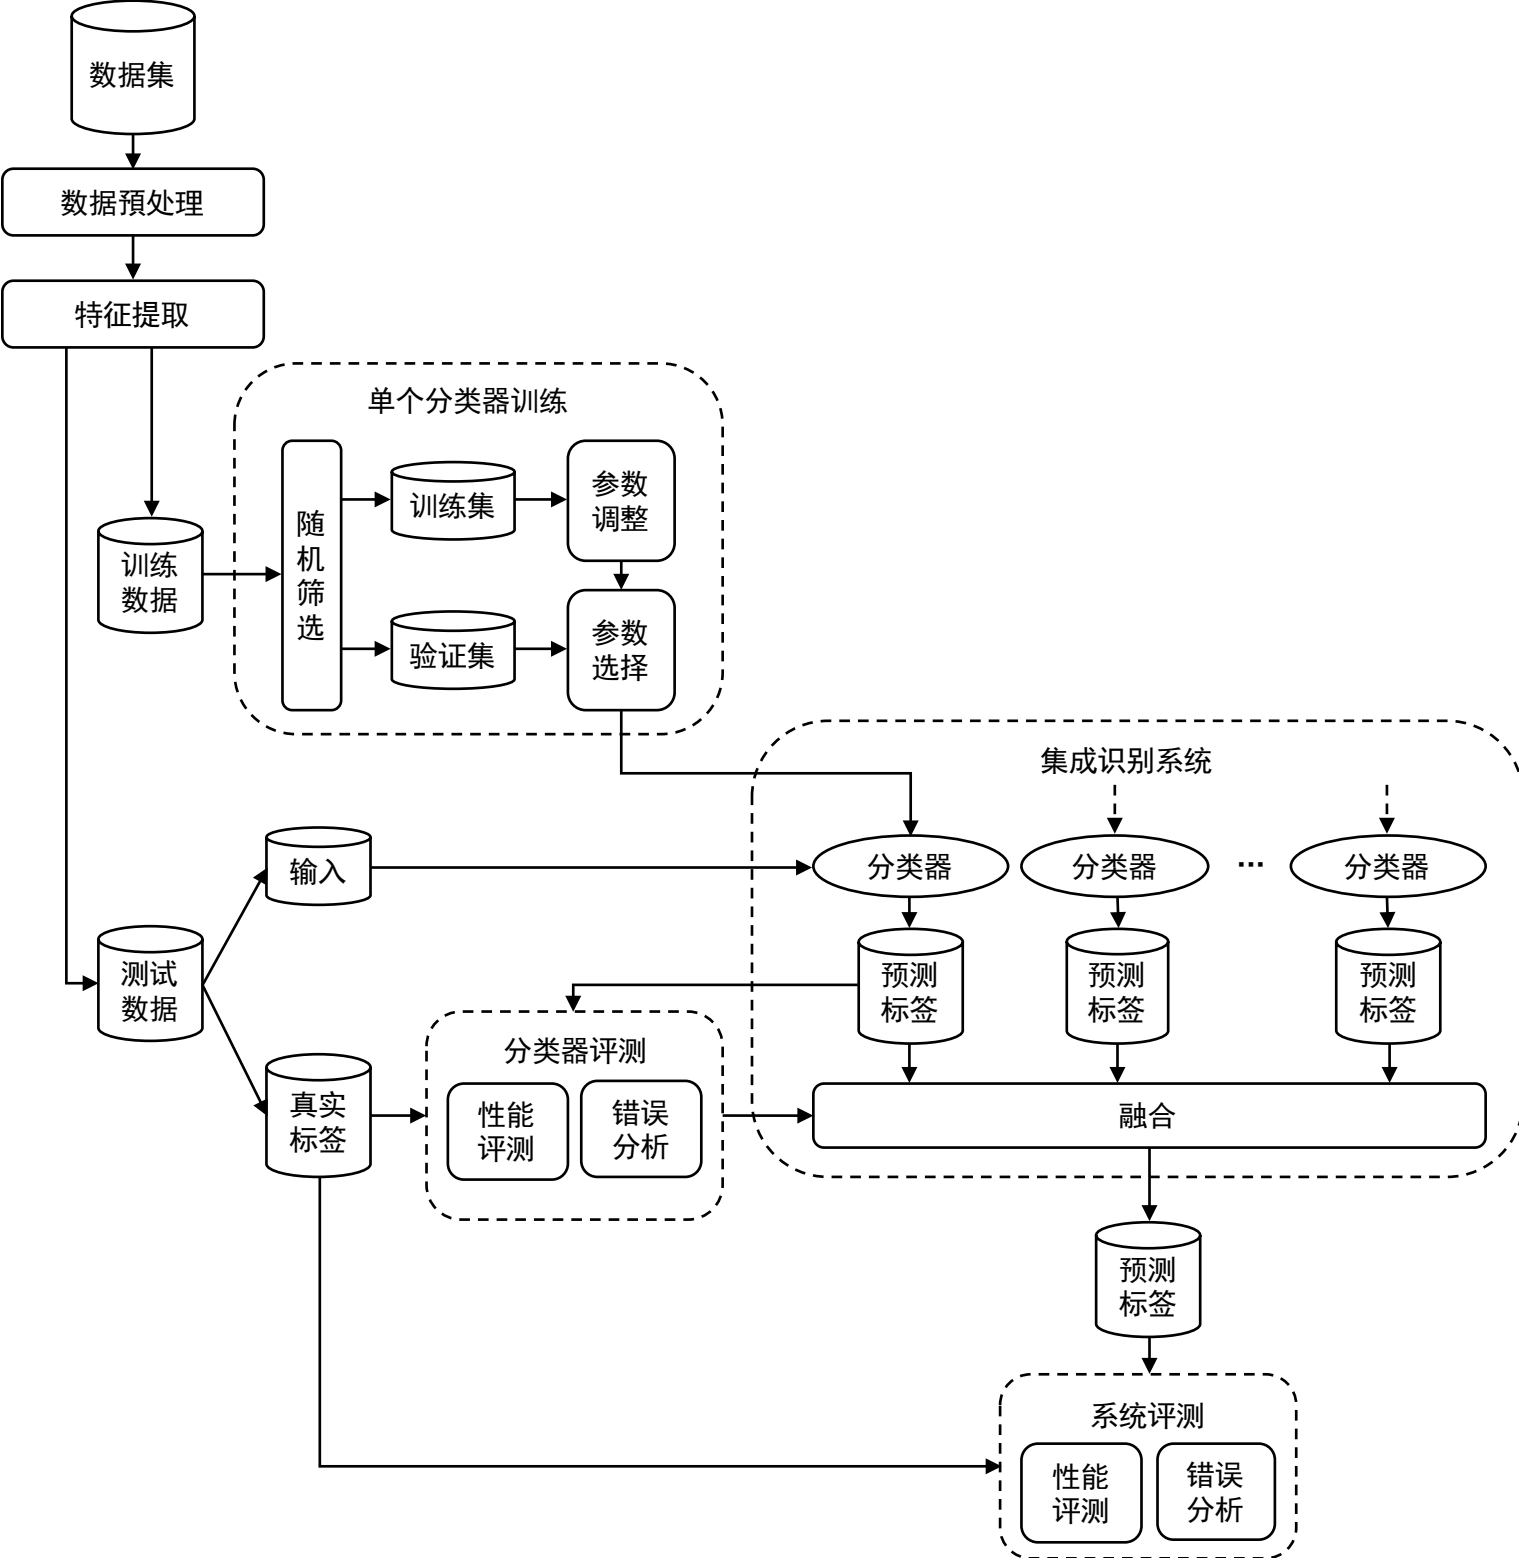 数据集
数据預处理
特征提取
单个分类器训练
随
机
筛
选
训练集
参数
调整
训练
数据
验证集
参数
选择
集成识别系统
输入
分类器
分类器
...
分类器
测试
数据
预测
标签
预测
标签
预测
标签
分类器评测
真实
标签
性能
评测
错误
分析
融合
预测
标签
系统评测
性能
评测
错误
分析